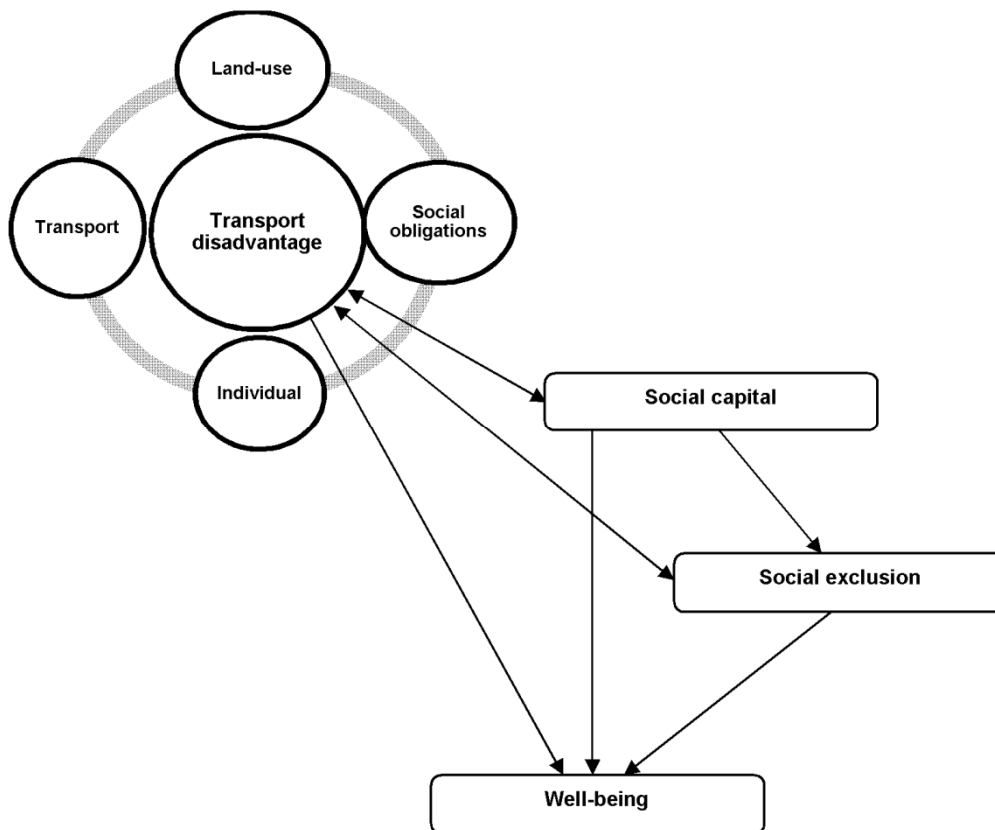 Land-use
Transport
Transport
disadvantage
Social
obligations
Individual
Social capital
Social exclusion
Well-being